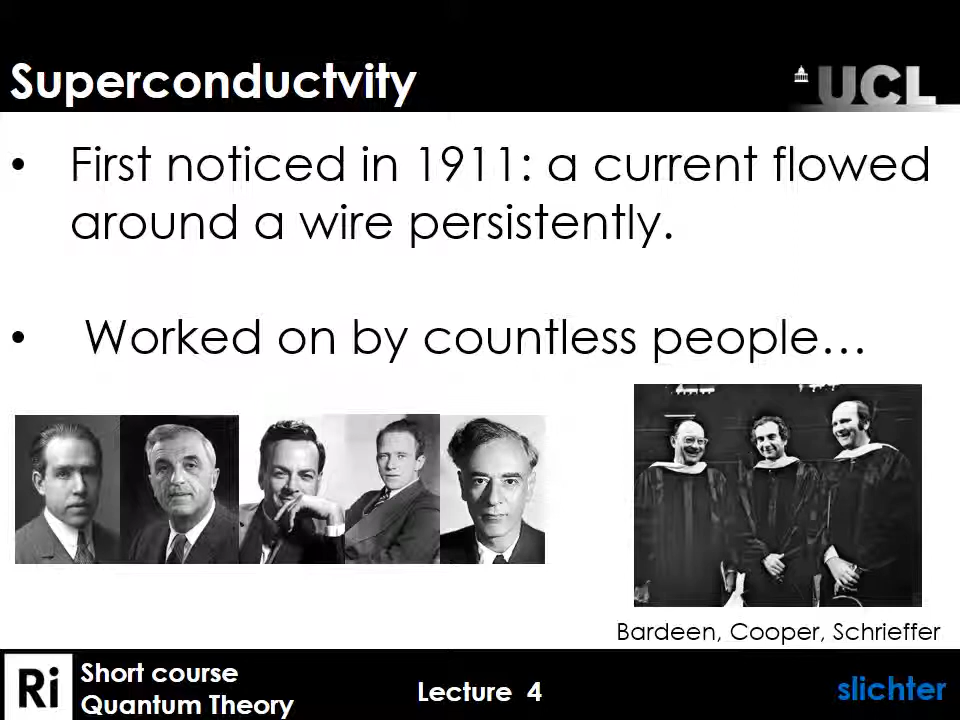 Superconductvity
UCL
• First noticed in 1911: a current flowed
around a wire persistently.
• Worked on by countless people…
Bardeen, Cooper, Schrieffer
Ri
Short course
Quantum Theory
Lecture 4
slichter